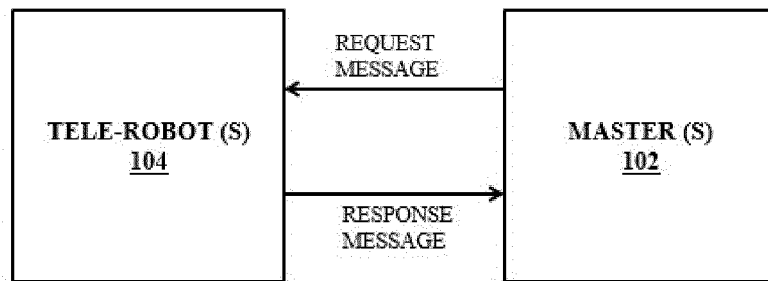 TELE-ROBOT (S)
104
REQUEST
MESSAGE
RESPONSE
MESSAGE
MASTER (S)
102